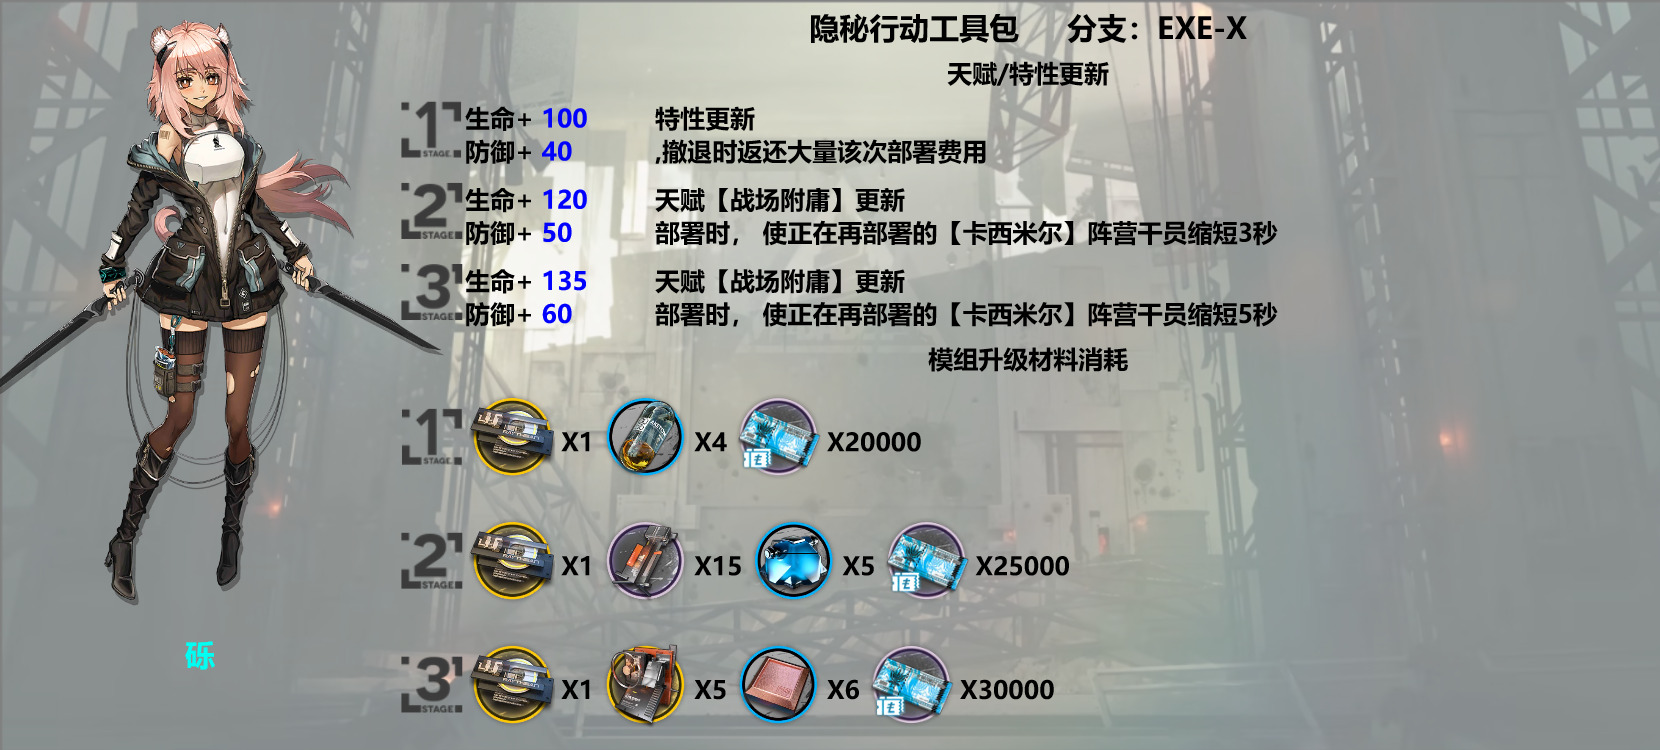 隐秘行动工具包 分支：EXE-X
天赋/特性更新
1 STAGE. 生命+ 100 特性更新
防御+ 40 ,撤退时返还大量该次部署费用
2 STAGE. 生命+ 120 天赋【战场附庸】更新
防御+ 50 部署时， 使正在再部署的【卡西米尔】阵营干员缩短3秒
3 STAGE. 生命+ 135 天赋【战场附庸】更新
防御+ 60 部署时， 使正在再部署的【卡西米尔】阵营干员缩短5秒
模组升级材料消耗
1 STAGE. X1 X4 X20000
2 STAGE. X1 X15 X5 X25000
3 STAGE. X1 X5 X6 X30000
砾